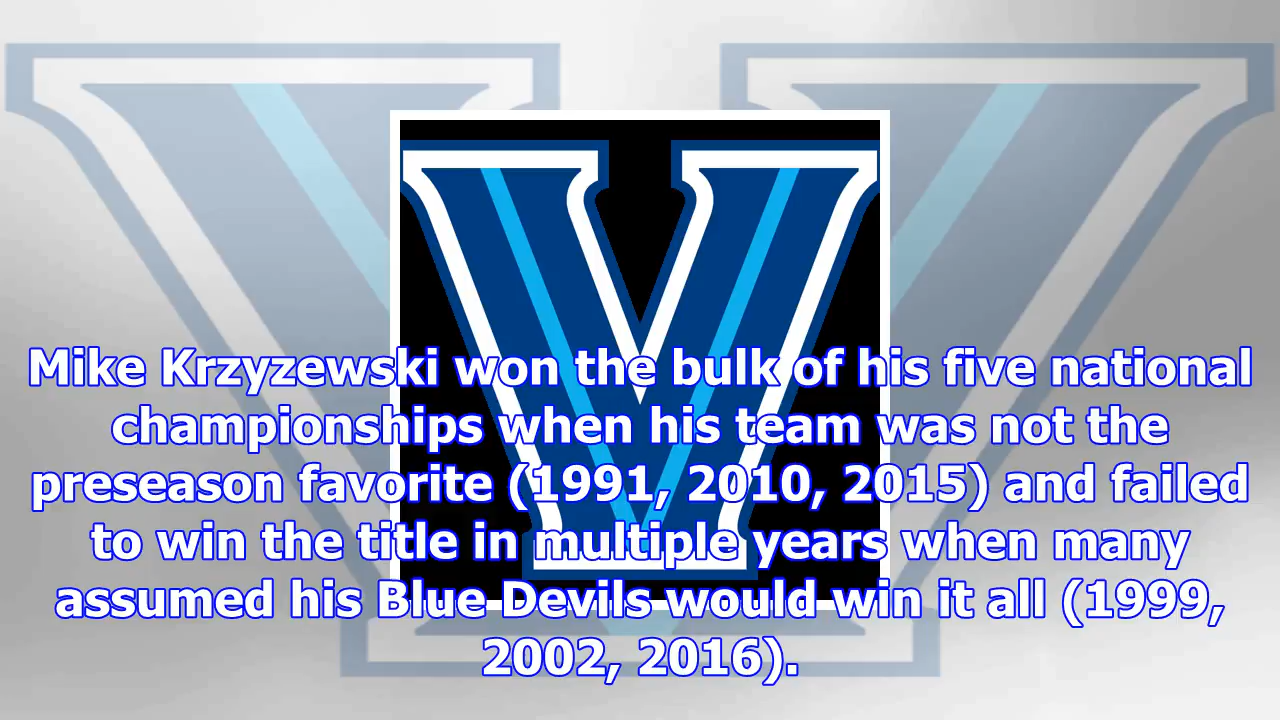 Mike Krzyzewski won the bulk of his five national
championships when his team was not the
preseason favorite (1991, 2010, 2015) and failed
to win the title in multiple years when many
assumed his Blue Devils would win it all (1999,
2002, 2016).